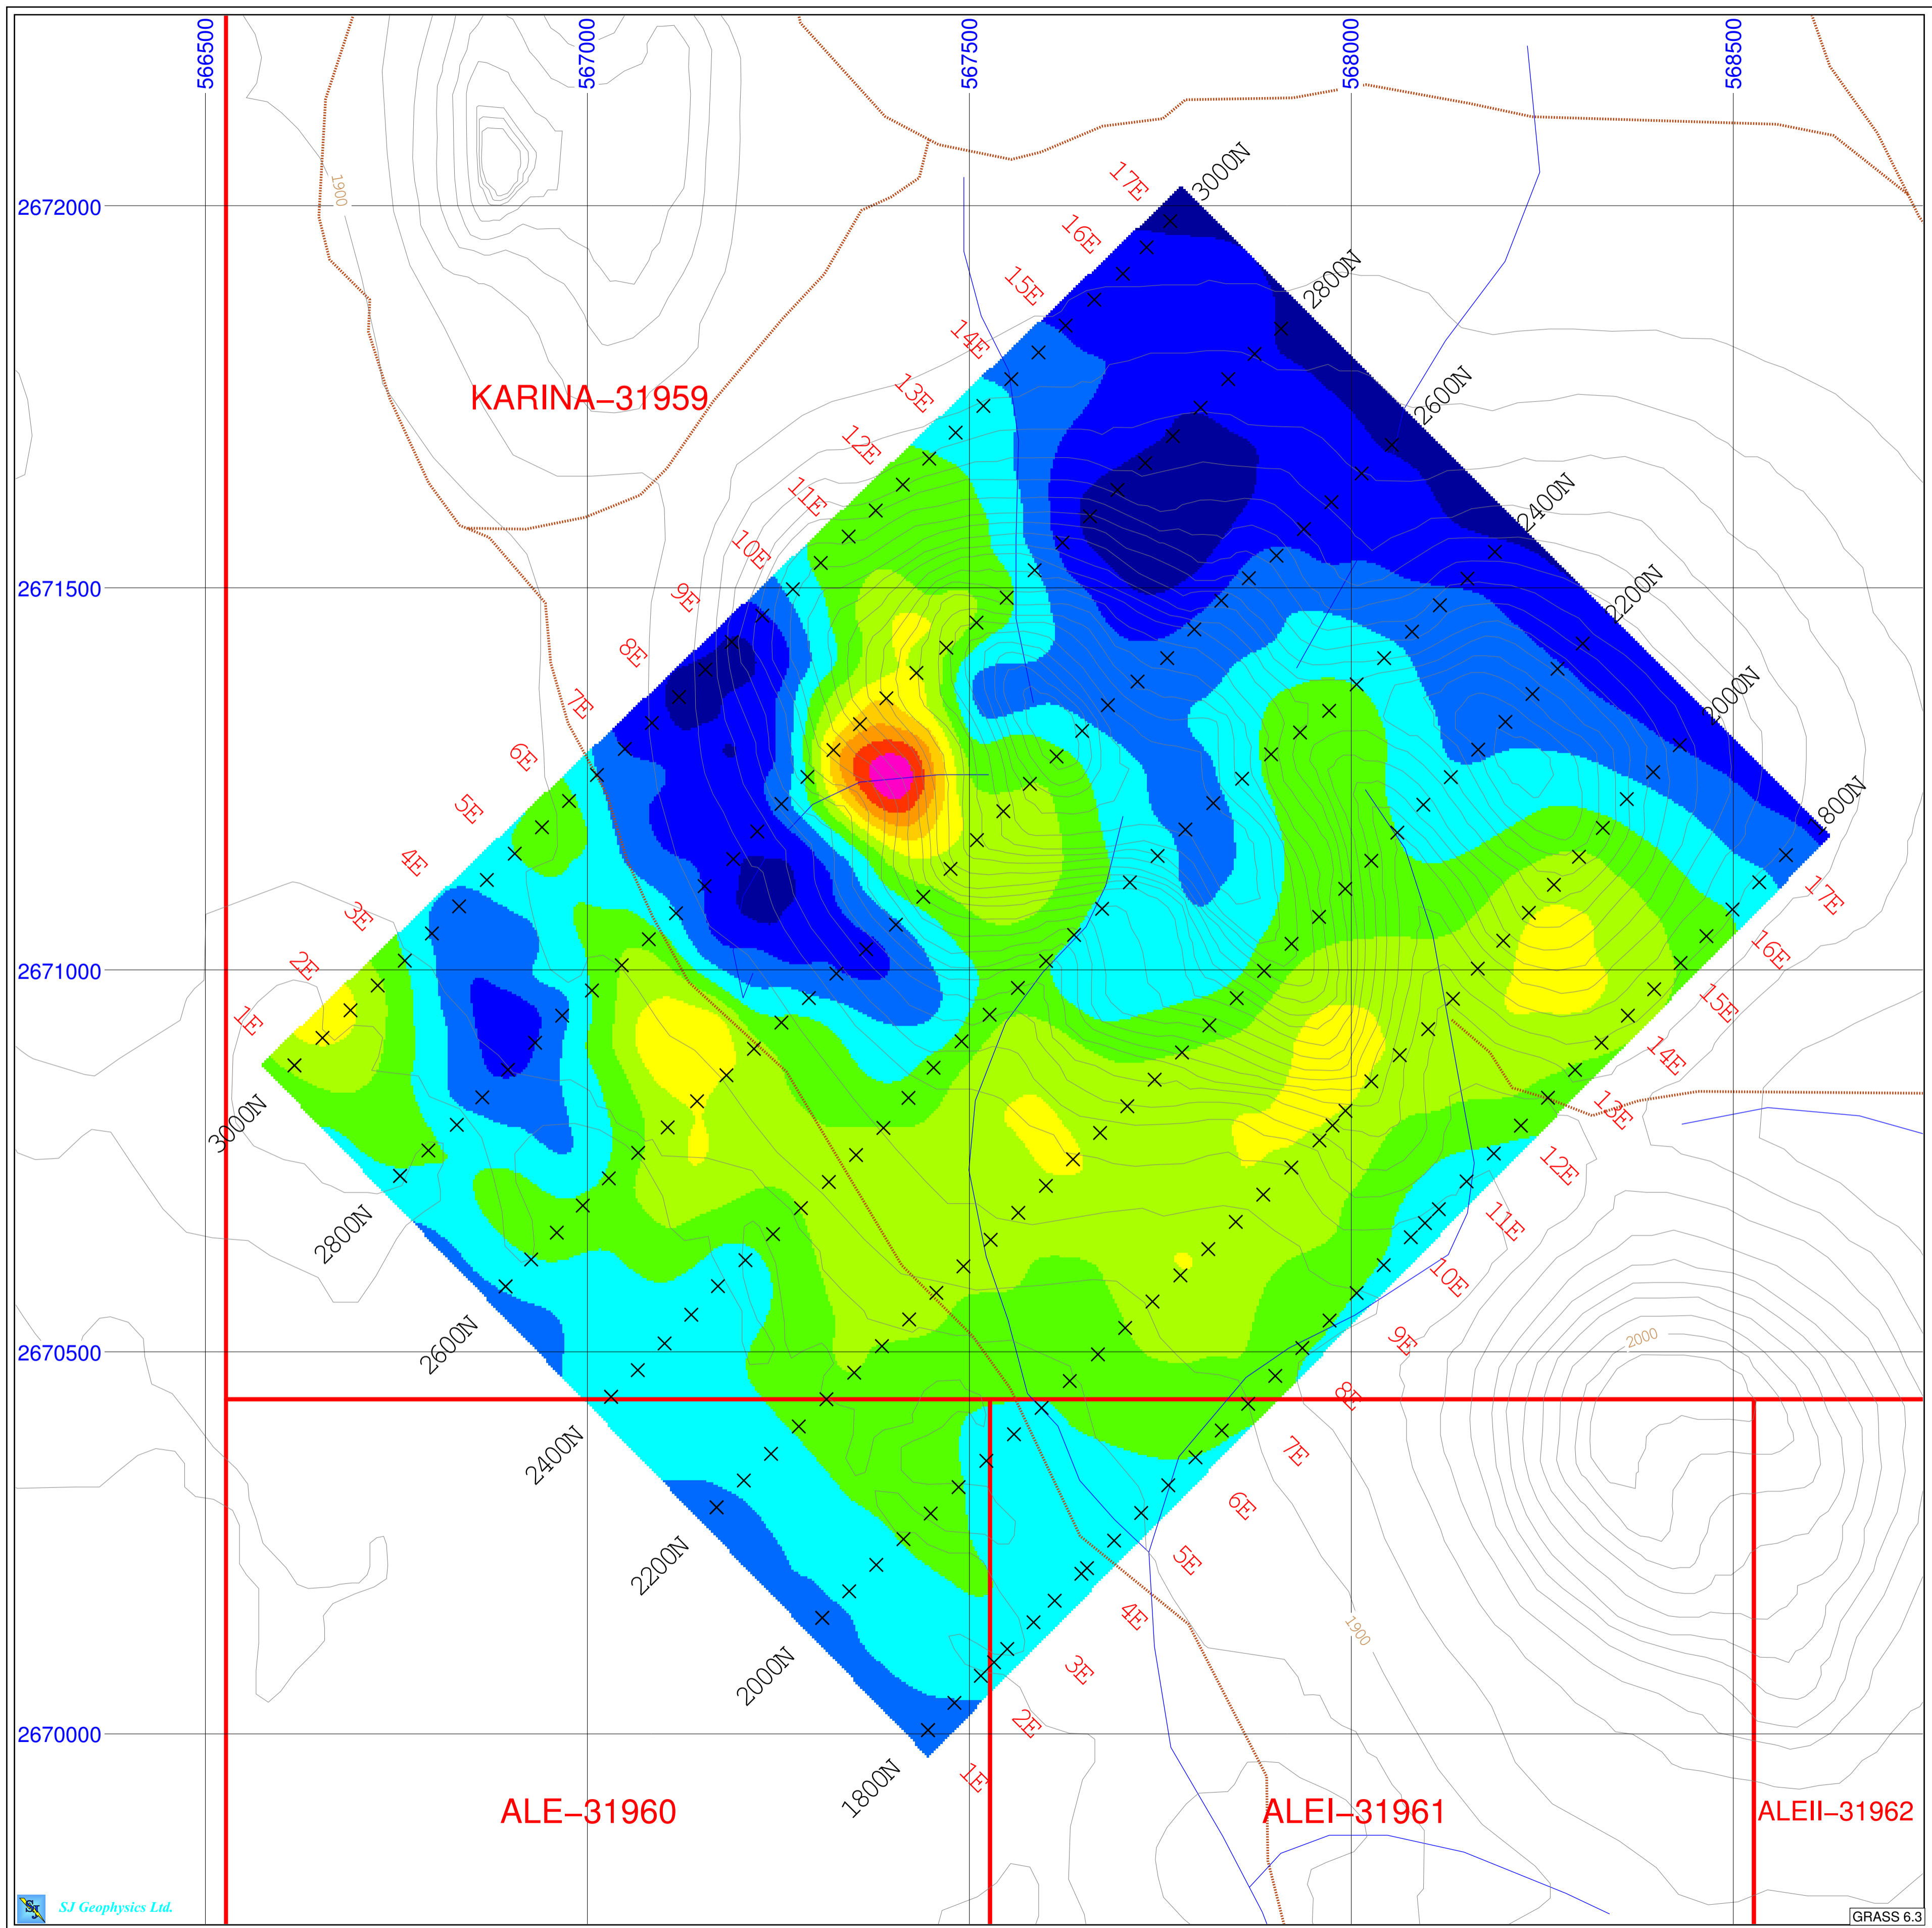 566500
567000
567500
568000
568500
2672000
2671500
2671000
2670500
2670000
1900
17E
3000N
16E
2800N
15E
14E
2600N
13E
12E
2400N
11E
10E
2200N
9E
8E
2000N
7E
6E
1800N
5E
4E
3E
2E
1E
KARINA-31959
17E
16E
15E
14E
13E
3000N
12E
11E
2800N
10E
2000
9E
2600N
8E
7E
2400N
6E
5E
2200N
4E
1900
3E
2000N
2E
1E
1800N
ALE-31960
ALEI-31961
ALEII-31962
SJ
SJ Geophysics Ltd.
GRASS 6.3